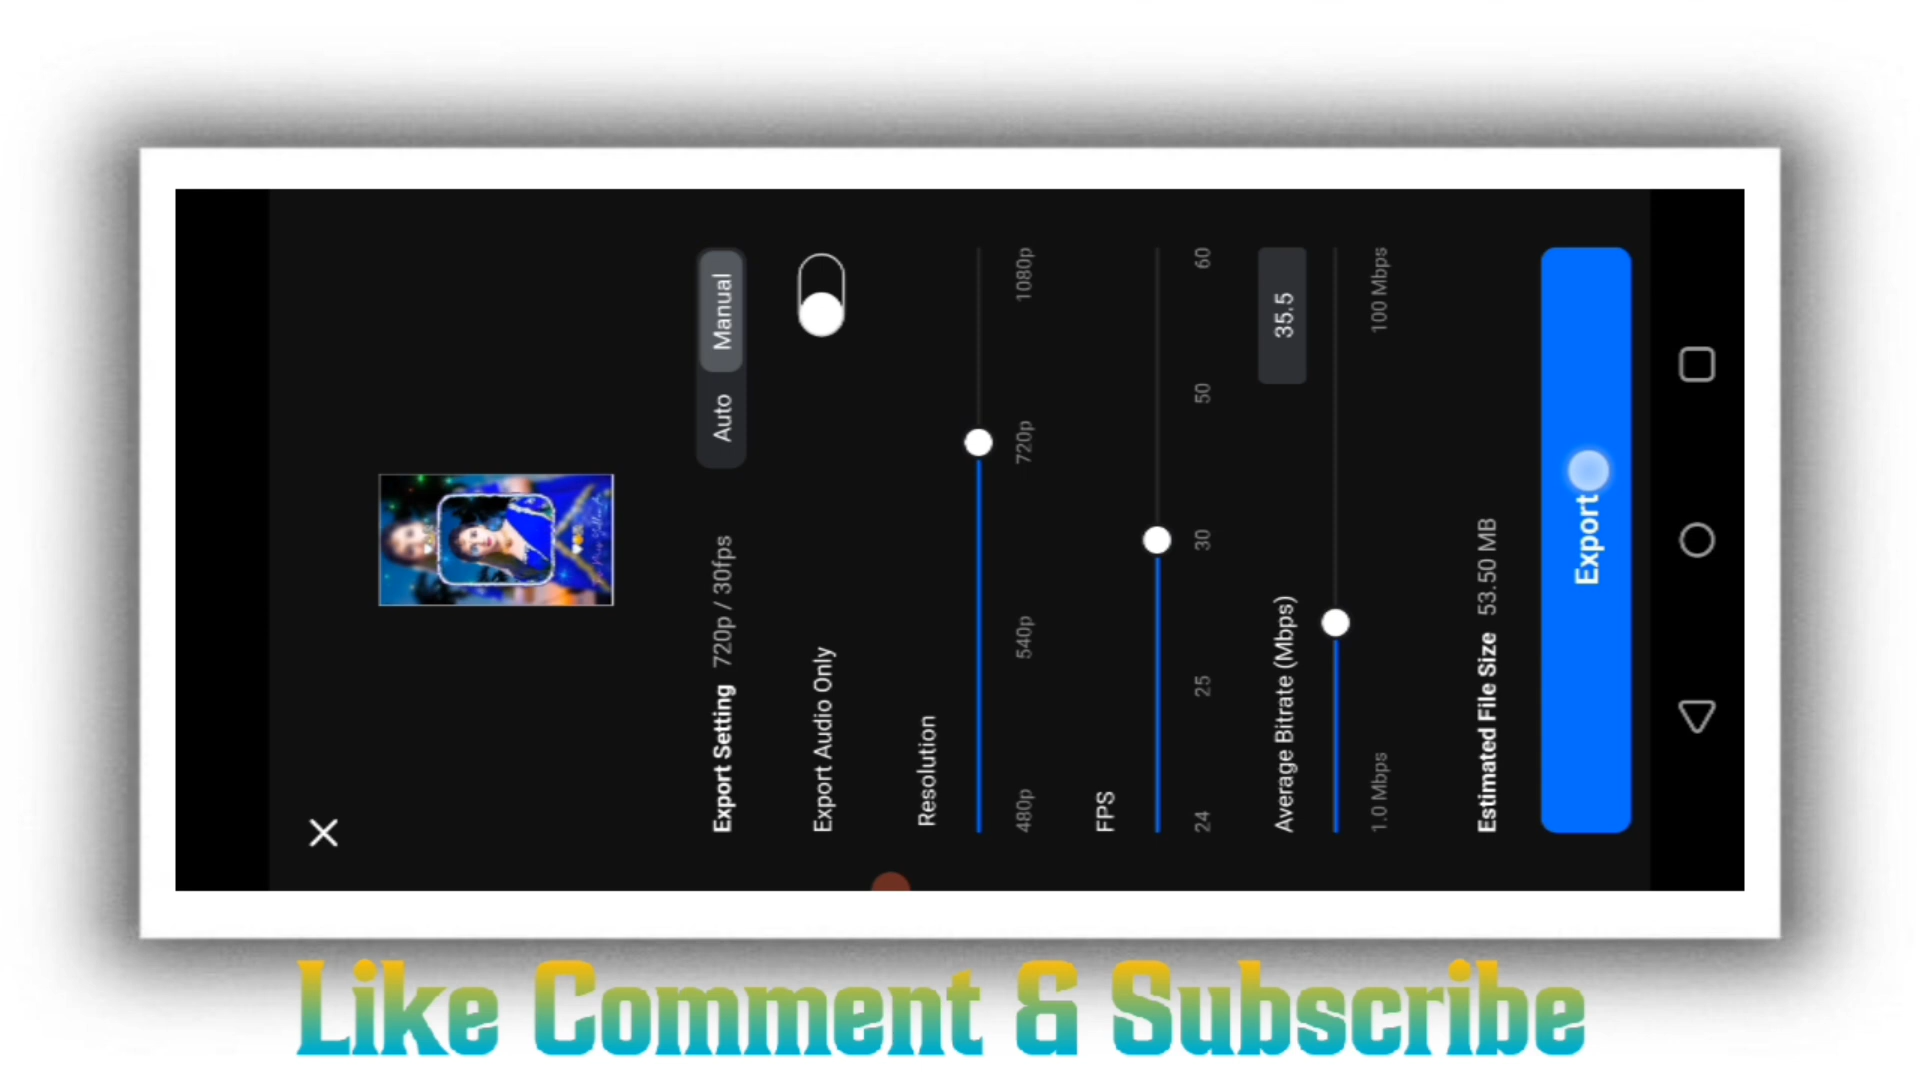 Export Setting 720p / 30fps Auto Manual
Export Audio Only
Resolution
480p 540p 720p 1080p
FPS
24 25 30 50 60
Average Bitrate (Mbps) 35.5
1.0 Mbps 100 Mbps
Estimated File Size 53.50 MB
Export
Like Comment & Subscribe